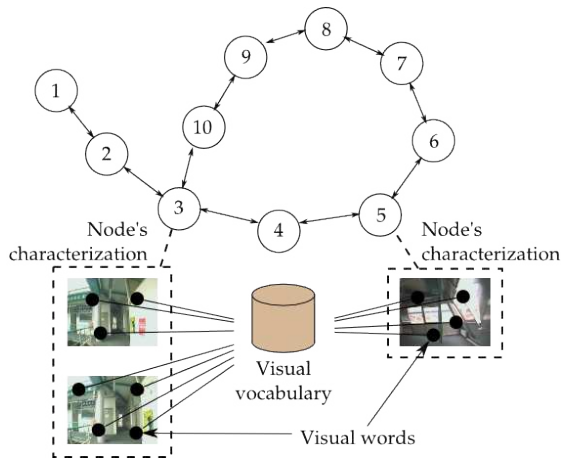 8
9
7
1
10
6
2
3
4
5
Node's
characterization
Node's
characterization
Visual
vocabulary
Visual words